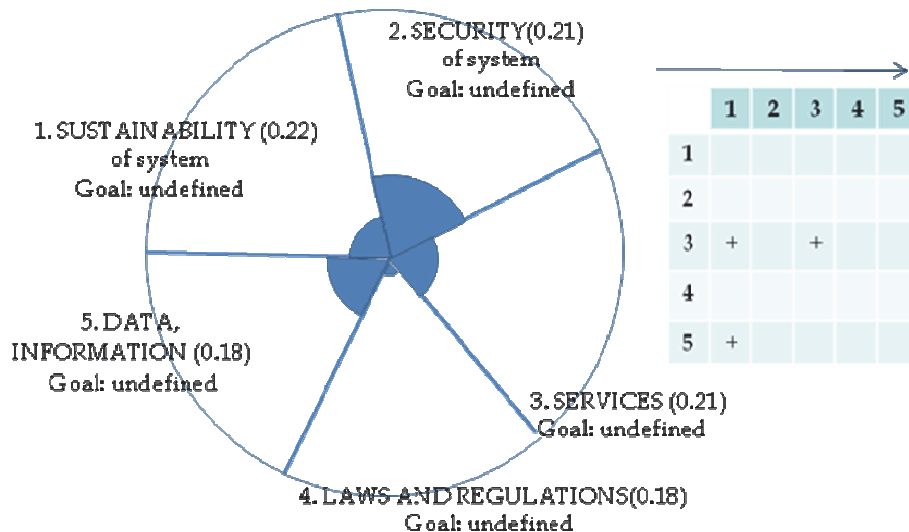 2. SECURITY(0.21)
of system
Goal: undefined
1. SUSTAINABILITY (0.22)
of system
Goal: undefined
5. DATA,
INFORMATION (0.18)
Goal: undefined
3. SERVICES (0.21)
Goal: undefined
4. LAWS AND REGULATIONS(0.18)
Goal: undefined
1 2 3 4 5
1
2
3 + +
4
5 +